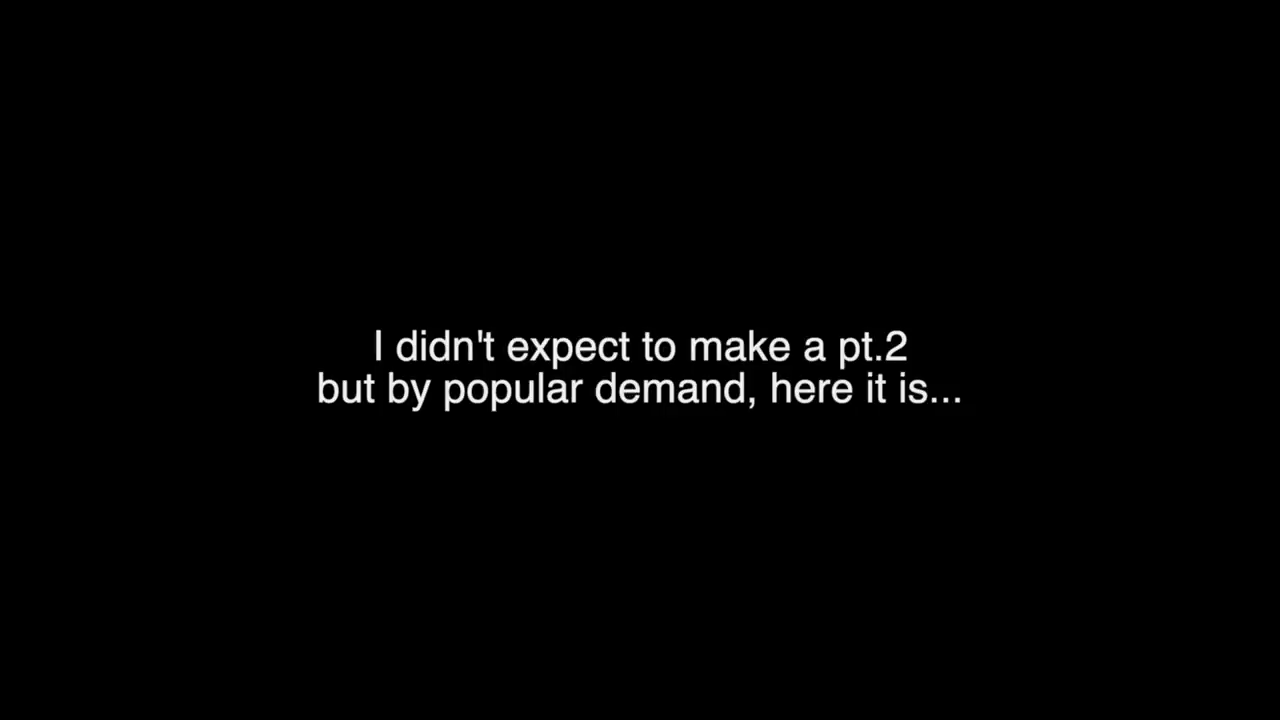 I didn't expect to make a pt.2
but by popular demand, here it is...